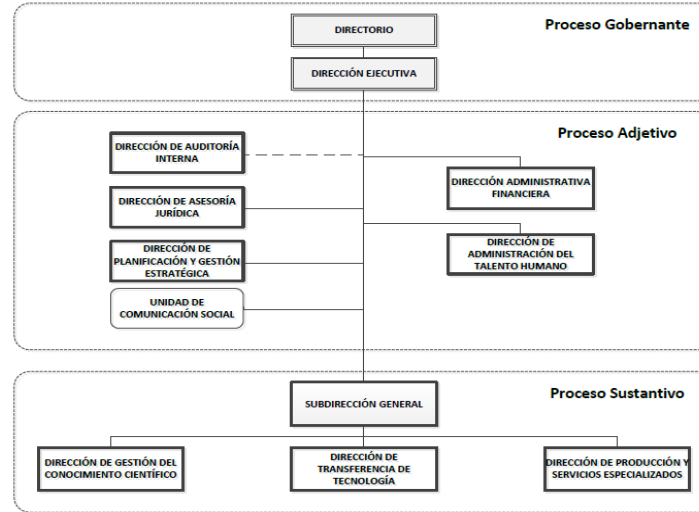 Proceso Gobernante
DIRECTORIO
DIRECCIÓN EJECUTIVA
Proceso Adjetivo
DIRECCIÓN DE AUDITORÍA
INTERNA
DIRECCIÓN ADMINISTRATIVA
FINANCIERA
DIRECCIÓN DE ASESORÍA
JURÍDICA
DIRECCIÓN DE
ADMINISTRACIÓN DEL
TALENTO HUMANO
DIRECCIÓN DE
PLANIFICACIÓN Y GESTIÓN
ESTRATÉGICA
UNIDAD DE
COMUNICACIÓN SOCIAL
Proceso Sustantivo
SUBDIRECCIÓN GENERAL
DIRECCIÓN DE GESTIÓN DEL
CONOCIMIENTO CIENTÍFICO
DIRECCIÓN DE
TRANSFERENCIA DE
TECNOLOGÍA
DIRECCIÓN DE PRODUCCIÓN Y
SERVICIOS ESPECIALIZADOS